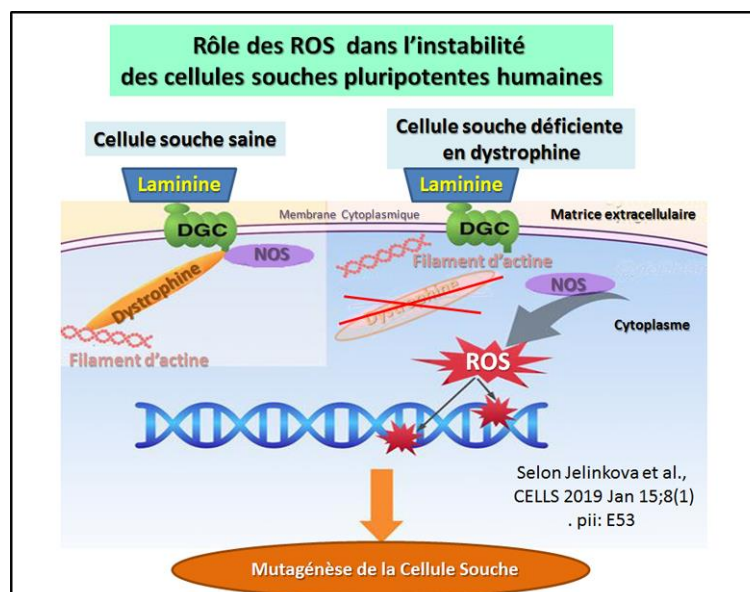 Rôle des ROS dans l'instabilité
des cellules souches pluripotentes humaines
Cellule souche saine
Cellule souche déficiente
en dystrophine
Laminine
Laminine
DGC
Membrane Cytoplasmique
DGC
Matrice extracellulaire
NOS
Filament d'actine
Dystrophine
Dystrophine
NOS
Filament d'actine
Cytoplasme
ROS
Selon Jelinkova et al.,
CELLS 2019 Jan 15;8(1)
. pii: E53
Mutagénèse de la Cellule Souche